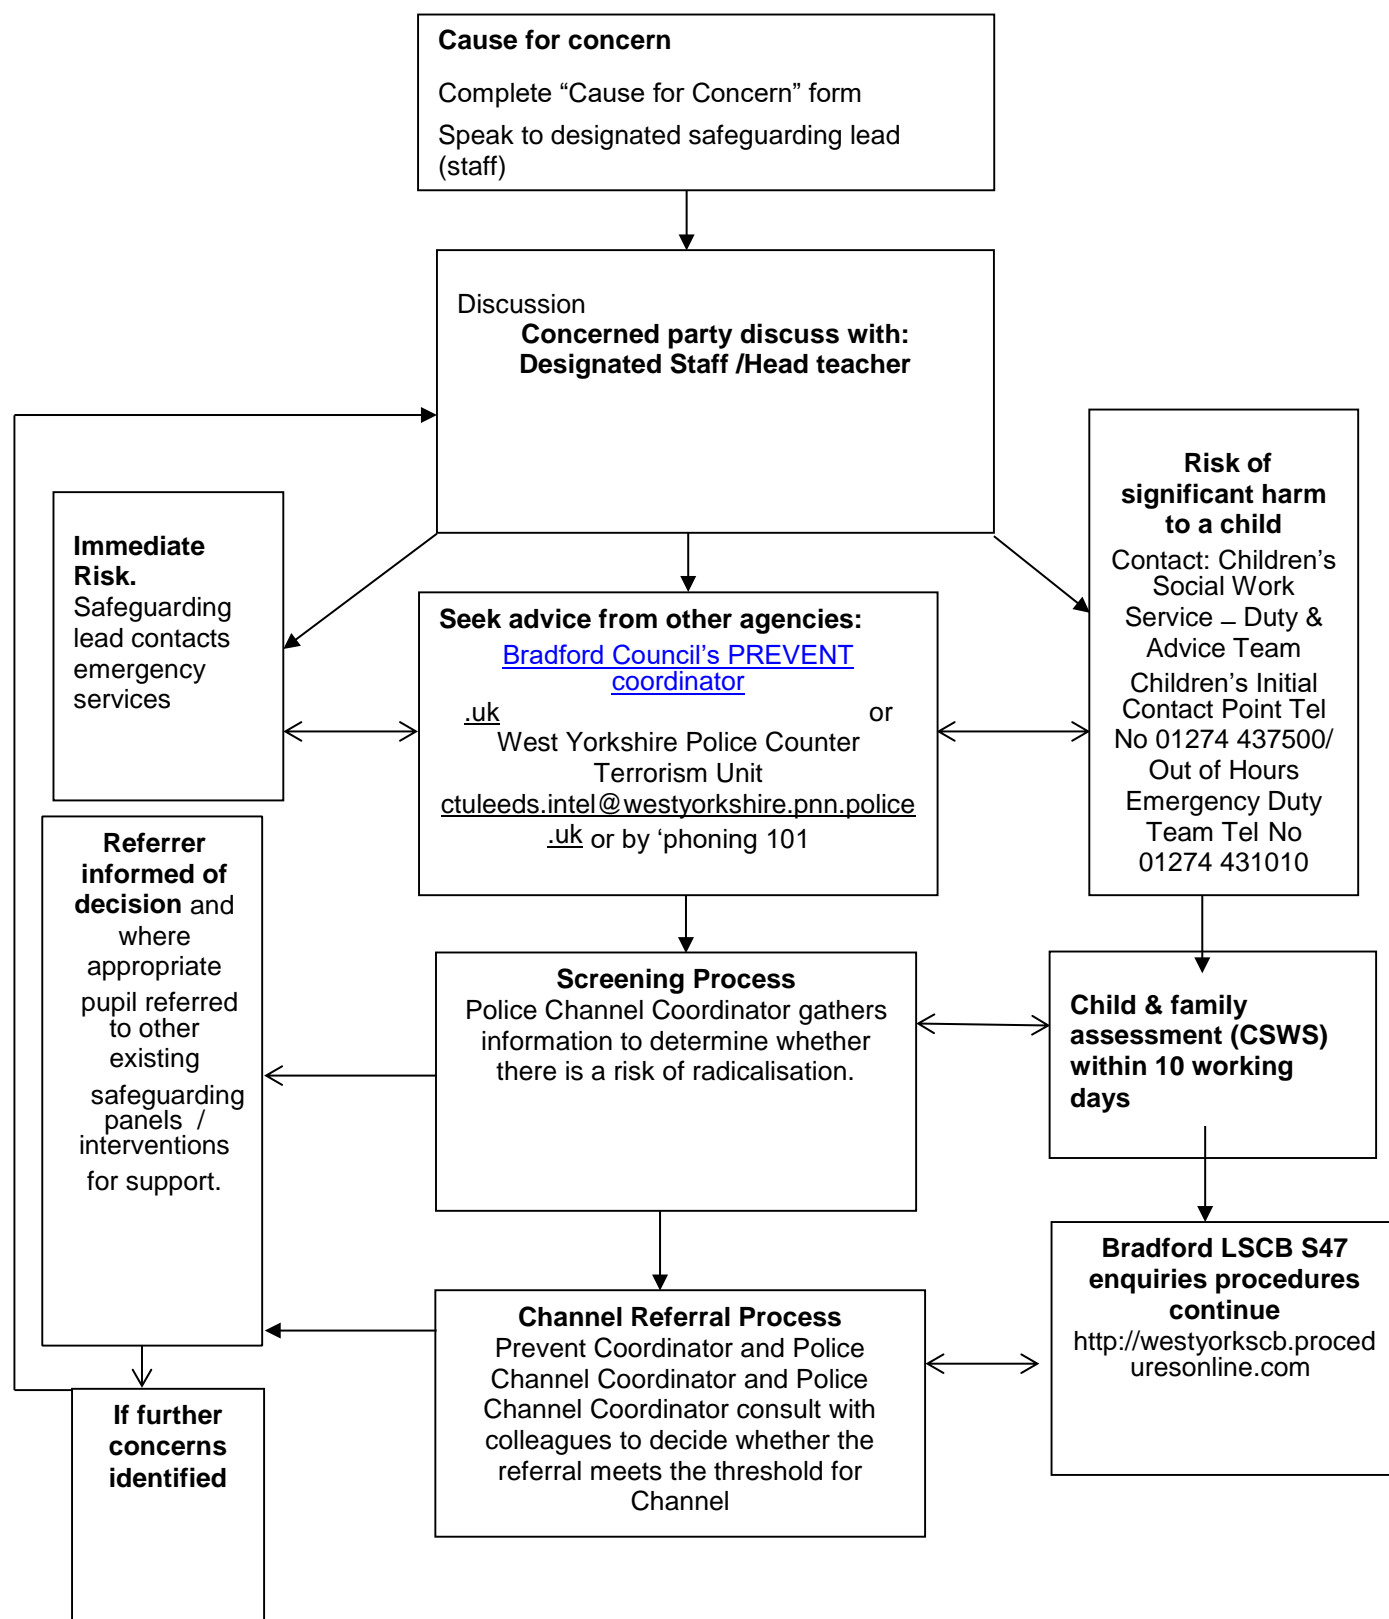 Cause for concern
Complete “Cause for Concern” form
Speak to designated safeguarding lead
(staff)
Discussion
Concerned party discuss with:
Designated Staff /Head teacher
Immediate
Risk.
Safeguarding
lead contacts
emergency
services
Seek advice from other agencies:
Bradford Council’s PREVENT
coordinator
.uk or
West Yorkshire Police Counter
Terrorism Unit
ctuleeds.intel@westyorkshire.pnn.police
.uk or by ‘phoning 101
Risk of
significant harm
to a child
Contact: Children’s
Social Work
Service – Duty &
Advice Team
Children’s Initial
Contact Point Tel
No 01274 437500/
Out of Hours
Emergency Duty
Team Tel No
01274 431010
Referrer
informed of
decision and
where
appropriate
pupil referred
to other
existing
safeguarding
panels /
interventions
for support.
Screening Process
Police Channel Coordinator gathers
information to determine whether
there is a risk of radicalisation.
Child & family
assessment (CSWS)
within 10 working
days
Channel Referral Process
Prevent Coordinator and Police
Channel Coordinator and Police
Channel Coordinator consult with
colleagues to decide whether the
referral meets the threshold for
Channel
Bradford LSCB S47
enquiries procedures
continue
http://westyorkscb.proced
uresonline.com
If further
concerns
identified